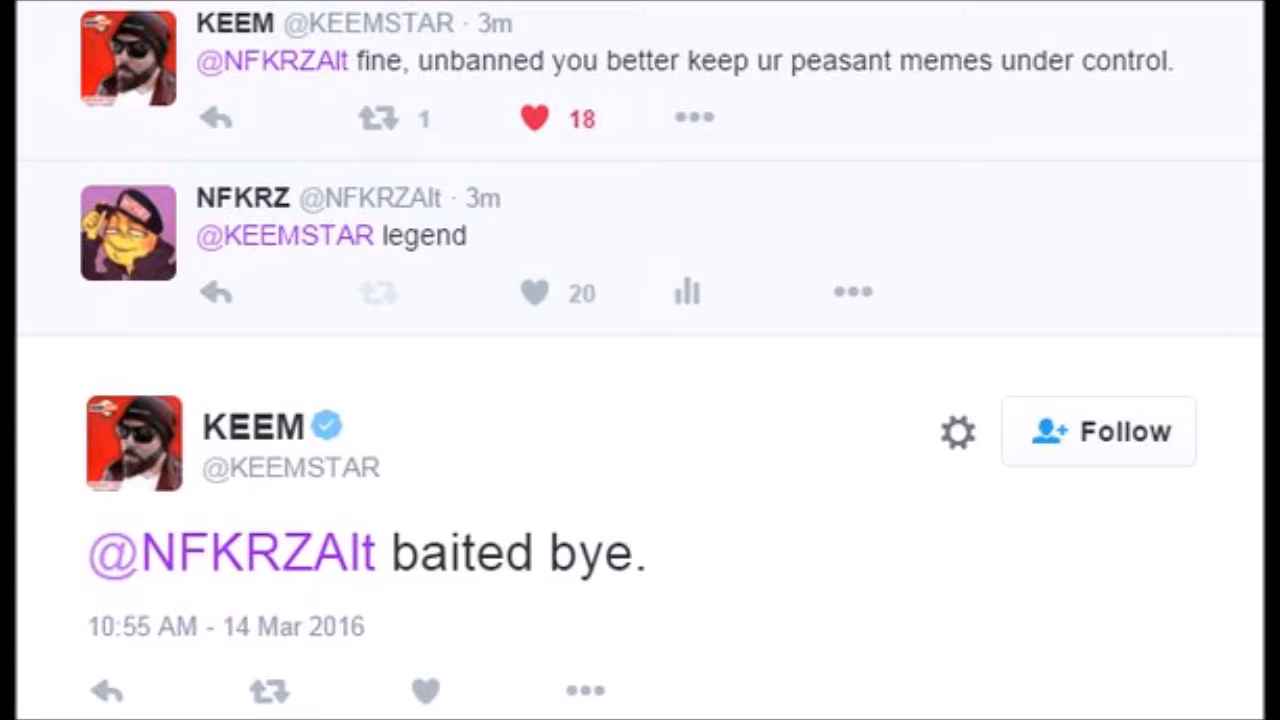 KEEM @KEEMSTAR · 3m
@NFKRZAlt fine, unbanned you better keep ur peasant memes under control.
1 18
NFKRZ @NFKRZAlt · 3m
@KEEMSTAR legend
20
KEEM
@KEEMSTAR
Follow
@NFKRZAlt baited bye.
10:55 AM - 14 Mar 2016